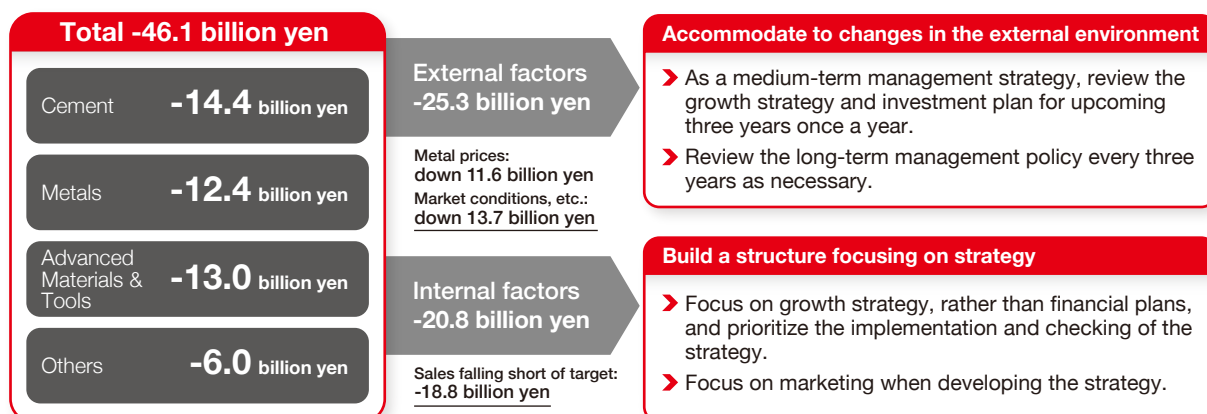 Total -46.1 billion yen
Cement -14.4 billion yen
Metals -12.4 billion yen
Advanced
Materials &
Tools
-13.0 billion yen
Others -6.0 billion yen
External factors
-25.3 billion yen
Metal prices:
down 11.6 billion yen
Market conditions, etc.:
down 13.7 billion yen
Internal factors
-20.8 billion yen
Sales falling short of target:
-18.8 billion yen
Accommodate to changes in the external environment
As a medium-term management strategy, review the
growth strategy and investment plan for upcoming
three years once a year.
Review the long-term management policy every three
years as necessary.
Build a structure focusing on strategy
Focus on growth strategy, rather than financial plans,
and prioritize the implementation and checking of the
strategy.
Focus on marketing when developing the strategy.